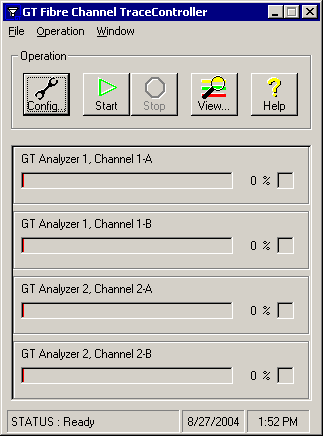 GT Fibre Channel TraceController
File Operation Window
Operation
Config... Start Stop View... Help
GT Analyzer 1, Channel 1-A
0 %
GT Analyzer 1, Channel 1-B
0 %
GT Analyzer 2, Channel 2-A
0 %
GT Analyzer 2, Channel 2-B
0 %
STATUS : Ready 8/27/2004 1:52 PM